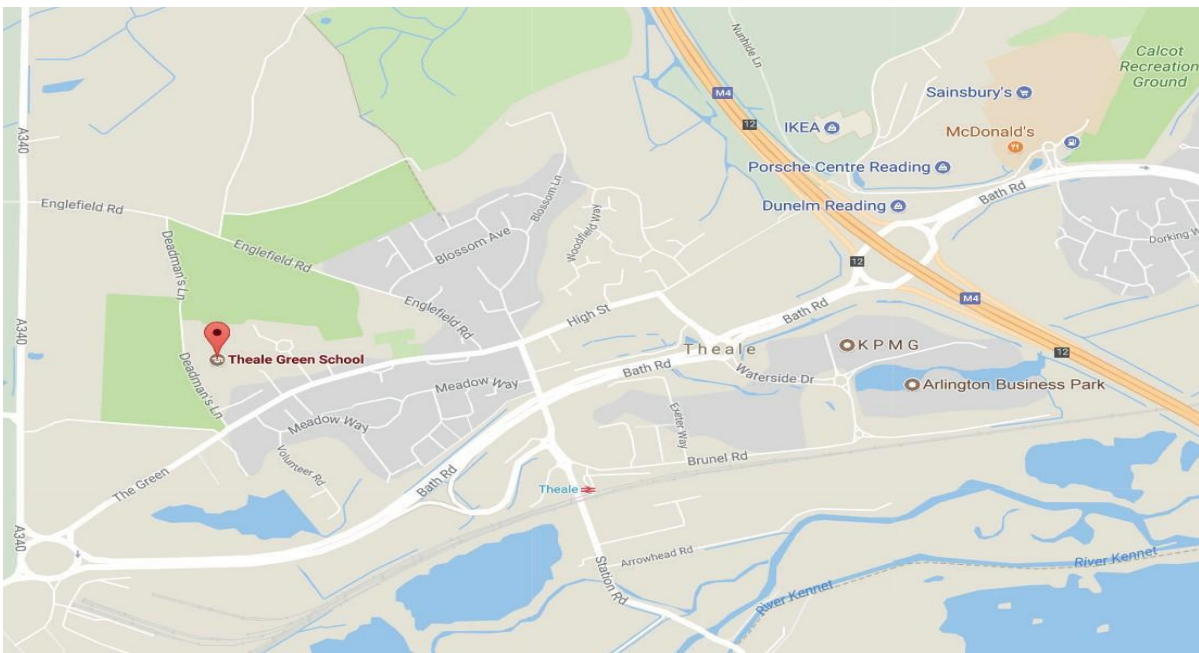 Nunhide Ln
Calcot
Recreation
Ground
M4
Sainsbury's
12
IKEA
McDonald's
A340
Porsche Centre Reading
Bath Rd
Englefield Rd
Blossom Ln
Dunelm Reading
Woodfield Way
Blossom Ave
Deadman's Ln
Englefield Rd
Dorking W
12
Englefield Rd
M4
High St
Bath Rd
A340
Theale Green School
Theale
KPMG
12
Bath Rd
Waterside Dr
Meadow Way
Arlington Business Park
Deadman's Ln
Meadow Way
Exeter Way
Volunteer Rd
Brunel Rd
The Green
Bath Rd
Theale
A340
Arrowhead Rd
Station Rd
River Kennet
River Kennet